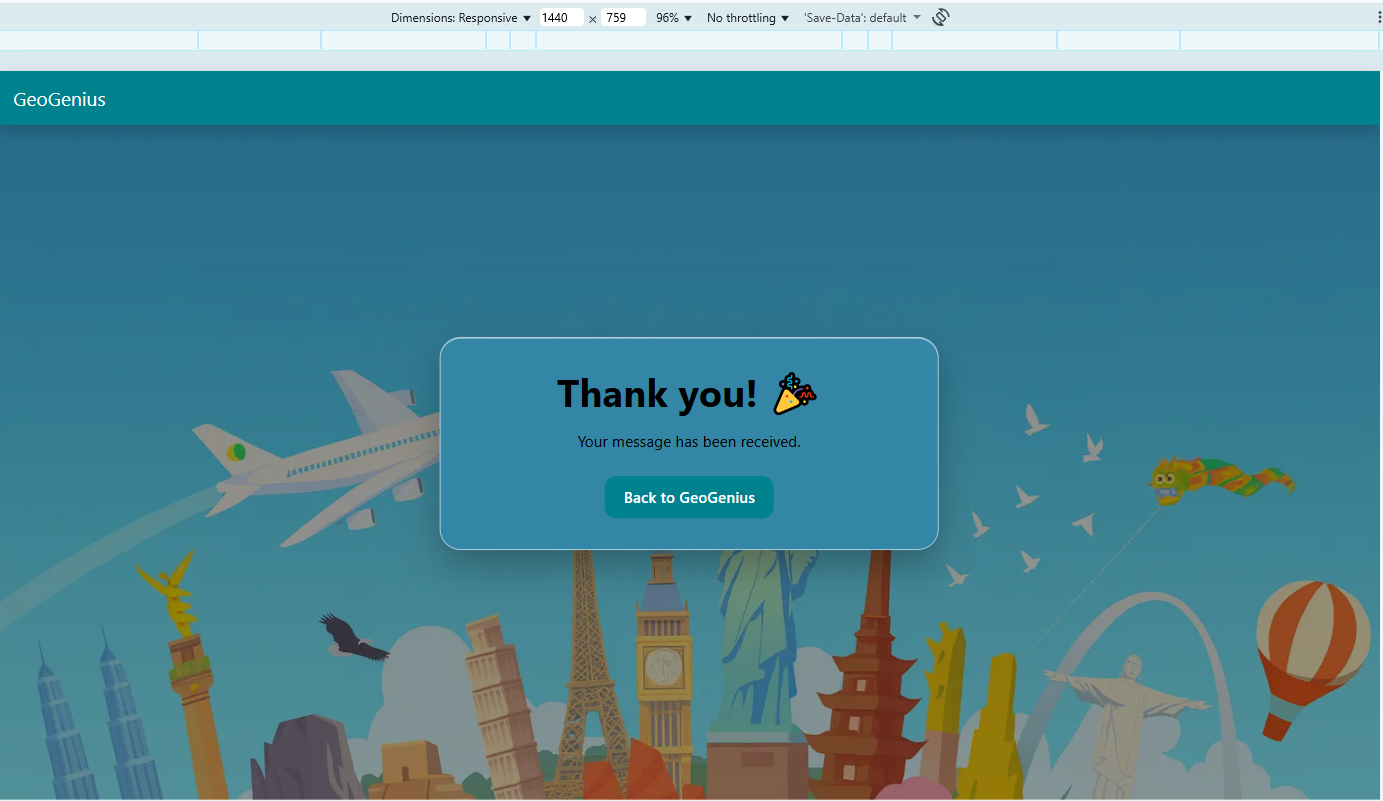 Dimensions: Responsive ▼ 1440 × 759 96% ▼ No throttling ▼ 'Save-Data': default
GeoGenius
Thank you! 🎉
Your message has been received.
Back to GeoGenius